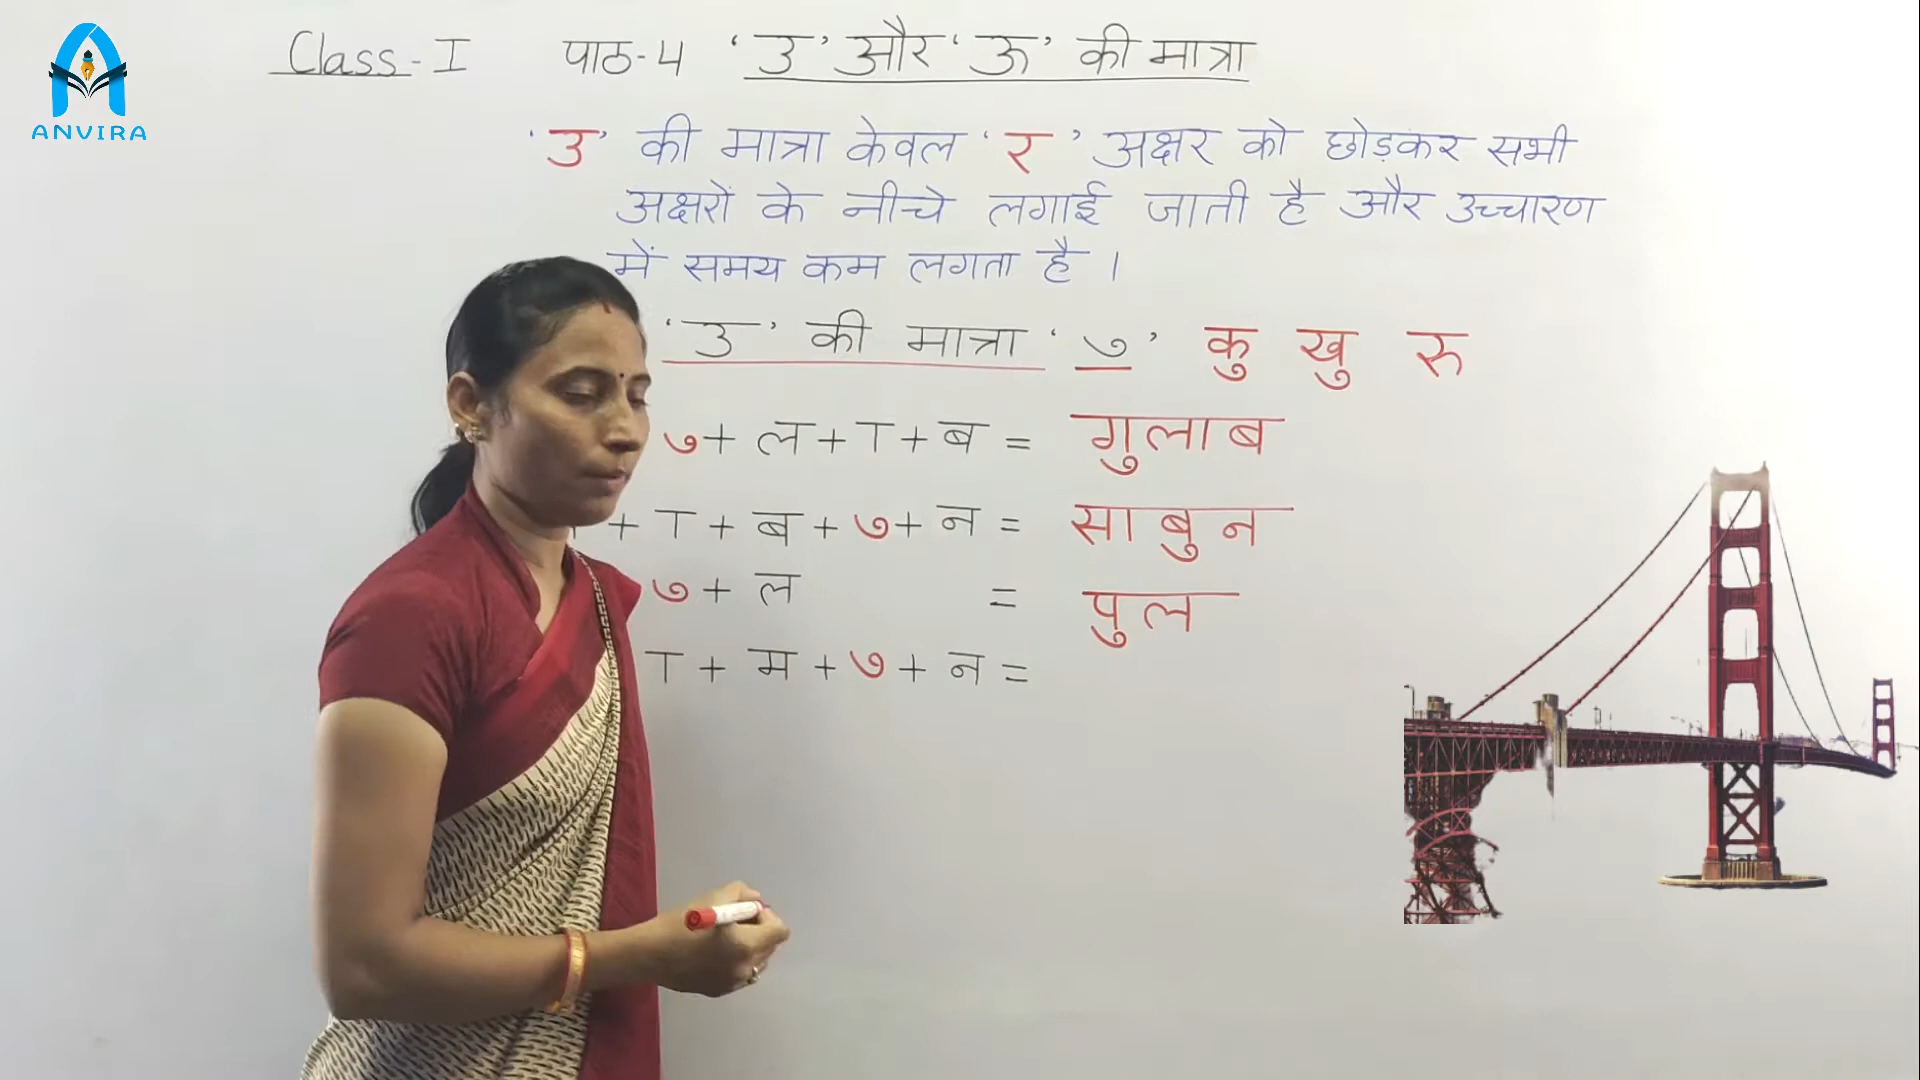 ANVIRA
Class-I पाठ-4 'उ' और 'ऊ' की मात्रा
'उ' की मात्रा केवल 'र' अक्षर को छोड़कर सभी
अक्षरों के नीचे लगाई जाती है और उच्चारण
में समय कम लगता है।
'उ' की मात्रा ' ु' कु खु रु
ु + ल + ा + ब = गुलाब
+ ा + ब + ु + न = साबुन
ु + ल = पुल
ा + म + ु + न =